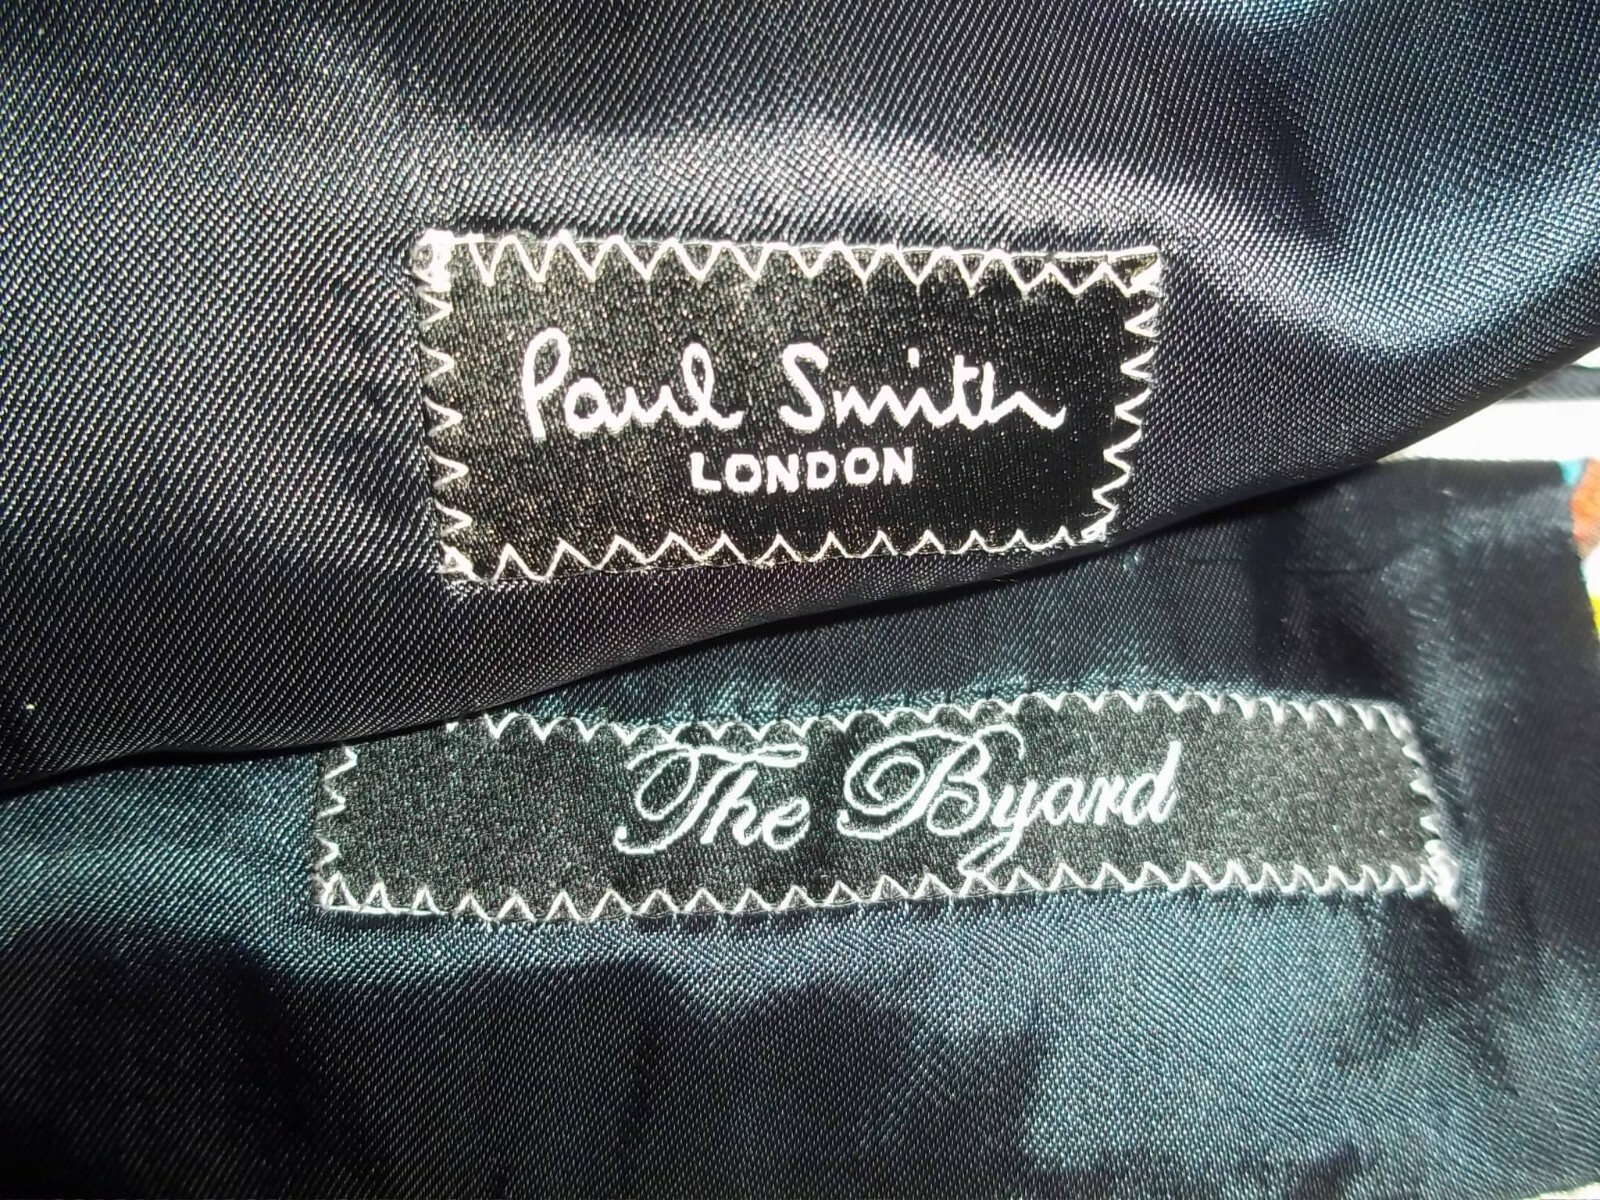 Paul Smith
LONDON
The Byard